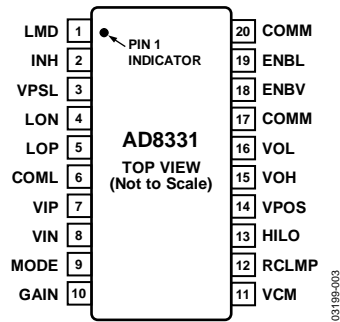 LMD 1
INH 2
VPSL 3
LON 4
LOP 5
COML 6
VIP 7
VIN 8
MODE 9
GAIN 10
PIN 1
INDICATOR
AD8331
TOP VIEW
(Not to Scale)
20 COMM
19 ENBL
18 ENBV
17 COMM
16 VOL
15 VOH
14 VPOS
13 HILO
12 RCLMP
11 VCM
03199-003